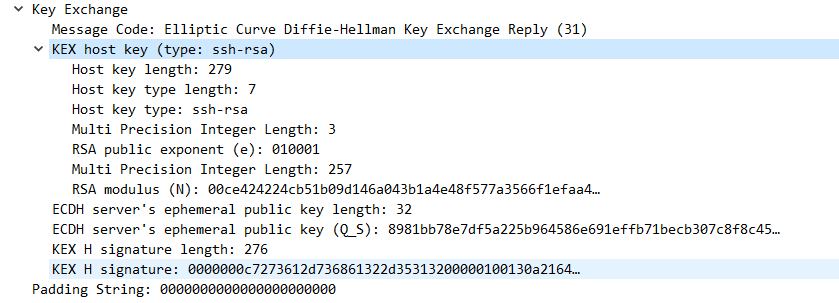 Key Exchange
Message Code: Elliptic Curve Diffie-Hellman Key Exchange Reply (31)
KEX host key (type: ssh-rsa)
Host key length: 279
Host key type length: 7
Host key type: ssh-rsa
Multi Precision Integer Length: 3
RSA public exponent (e): 010001
Multi Precision Integer Length: 257
RSA modulus (N): 00ce424224cb51b09d146a043b1a4e48f577a3566f1efaa4…
ECDH server's ephemeral public key length: 32
ECDH server's ephemeral public key (Q_S): 8981bb78e7df5a225b964586e691effb71becb307c8f8c45…
KEX H signature length: 276
KEX H signature: 0000000c7273612d736861322d35313200000100130a2164…
Padding String: 00000000000000000000